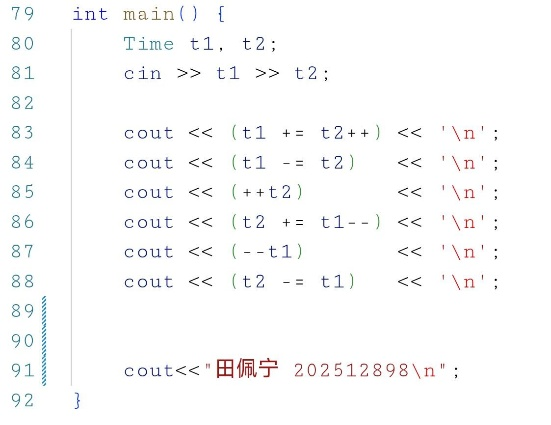 79 int main() {
80     Time t1, t2;
81     cin >> t1 >> t2;
82
83     cout << (t1 += t2++) << '\n';
84     cout << (t1 -= t2)   << '\n';
85     cout << (++t2)       << '\n';
86     cout << (t2 += t1--) << '\n';
87     cout << (--t1)       << '\n';
88     cout << (t2 -= t1)   << '\n';
89
90
91     cout<<"田佩宁 202512898\n";
92 }